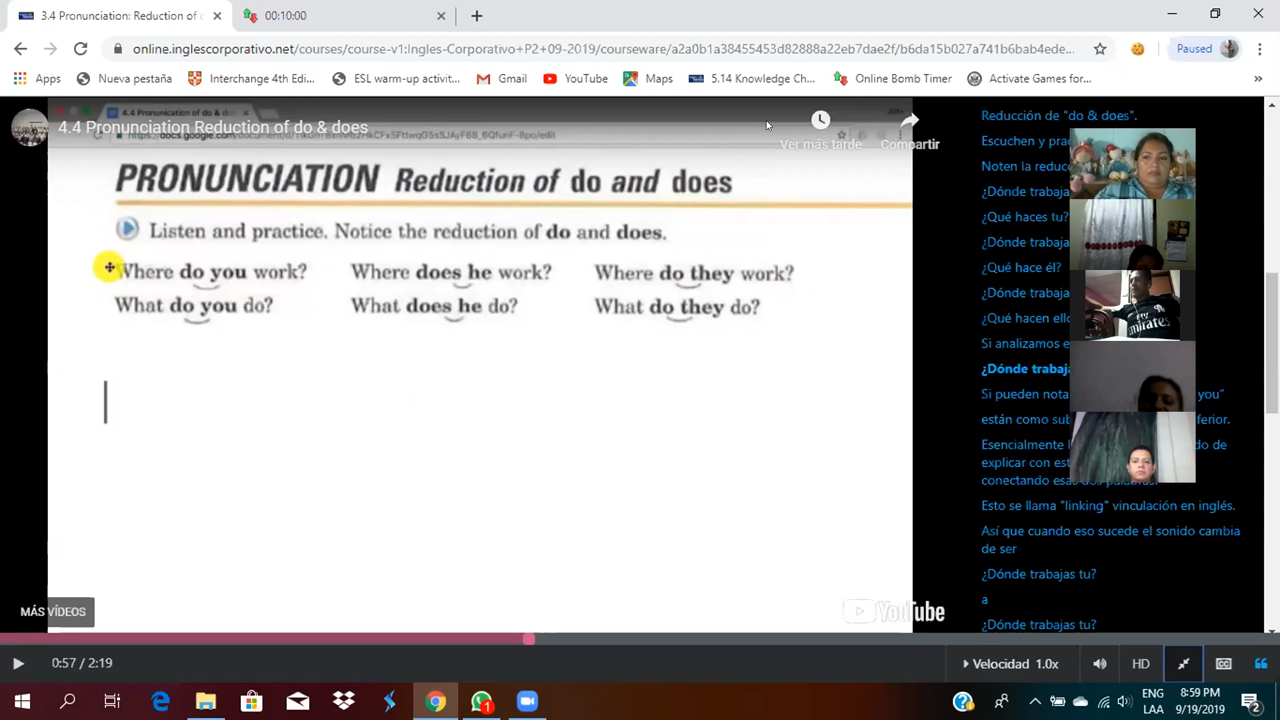 3.4 Pronunciation: Reduction of
00:10:00
online.inglescorporativo.net/courses/course-v1:Ingles-Corporativo+P2+09-2019/courseware/a2a0b1a38455453d82888a22eb7dae2f/b6da15b027a741b6bab4ede...
Paused
Apps Nueva pestaña Interchange 4th Edi... ESL warm-up activit... Gmail YouTube Maps 5.14 Knowledge Ch... Online Bomb Timer Activate Games for...
4.4 Pronunciation Reduction of do & does
Ver más tarde
Compartir
PRONUNCIATION Reduction of do and does
Listen and practice. Notice the reduction of do and does.
Where do you work? Where does he work? Where do they work?
What do you do? What does he do? What do they do?
MÁS VÍDEOS
YouTube
Reducción de "do & does".
Escuchen y
Noten la
¿Dónde trabaja
¿Qué haces tu?
¿Dónde trabaja
¿Qué hace él?
¿Dónde trabaja
¿Qué hacen
Si analizamos
¿Dónde trabaja
Si pueden you"
están como
Esencialmente do de
explicar con
conectando esas dos palabras.
Esto se llama "linking" vinculación en inglés.
Así que cuando eso sucede el sonido cambia
de ser
¿Dónde trabajas tu?
a
¿Dónde trabajas tu?
0:57 / 2:19
Velocidad 1.0x
HD
ENG
LAA
8:59 PM
9/19/2019
1
2